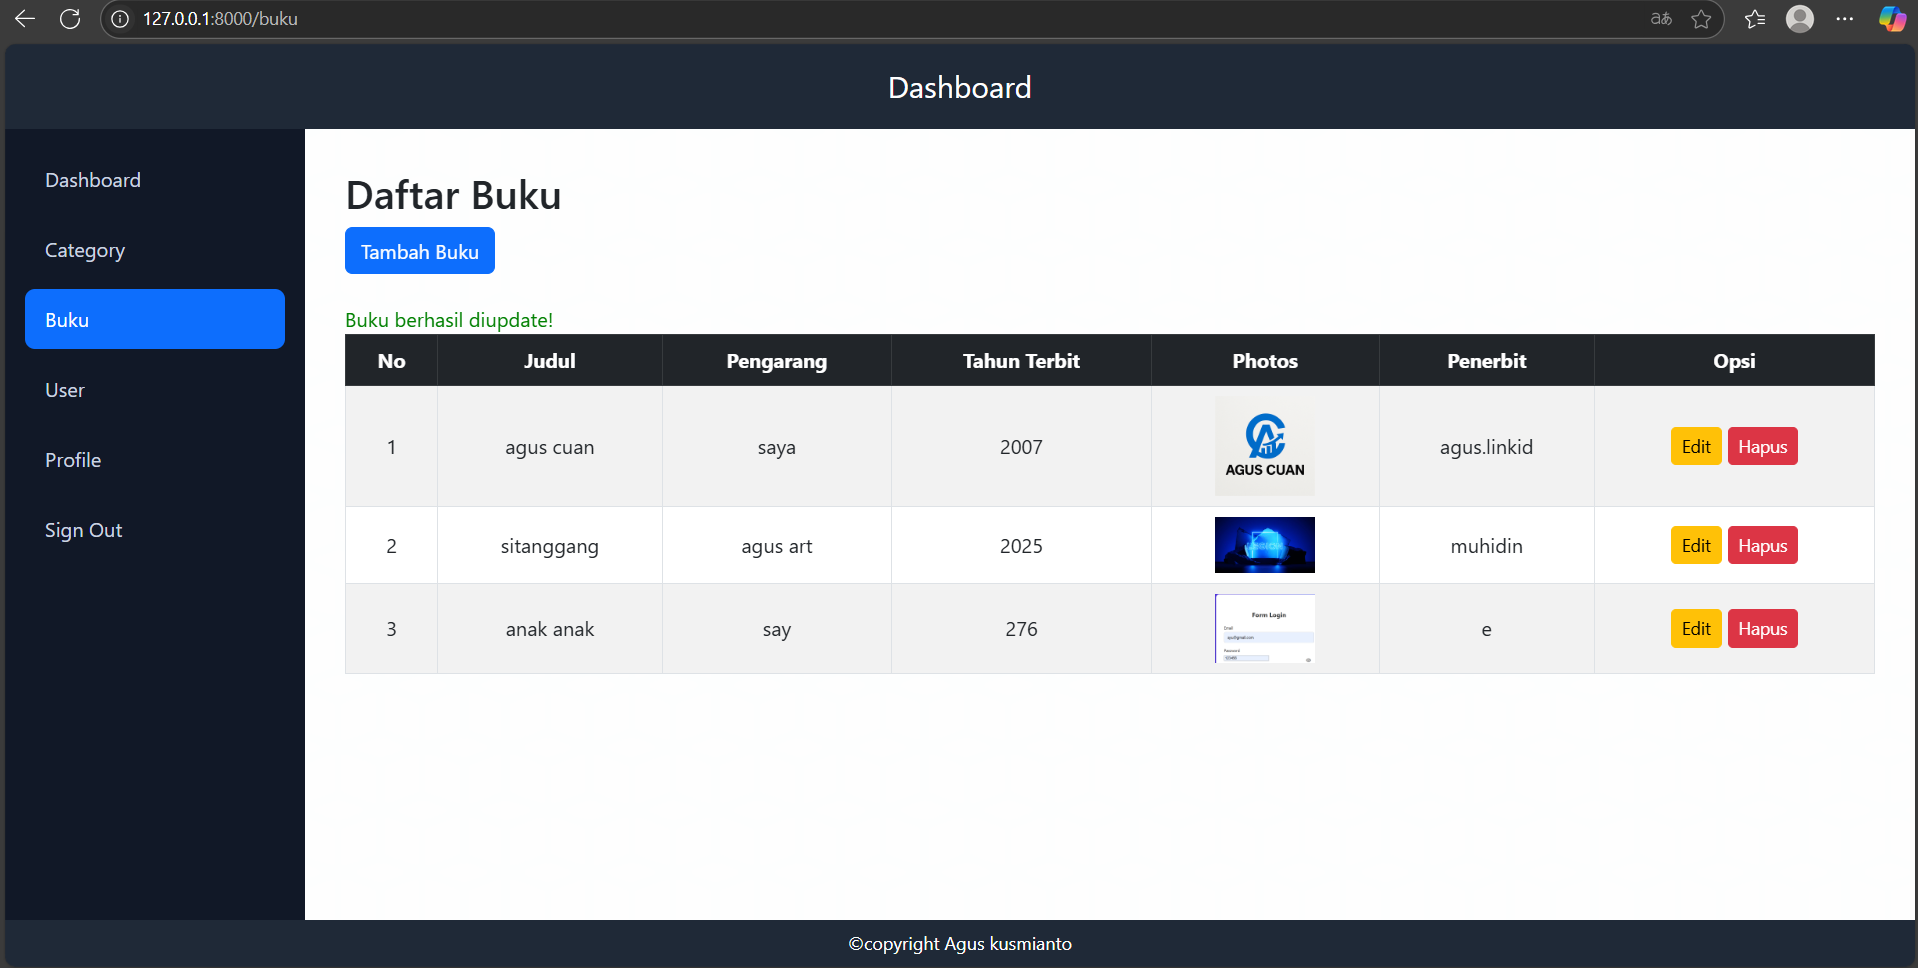 127.0.0.1:8000/buku
Dashboard
Dashboard
Category
Buku
User
Profile
Sign Out
Daftar Buku
Tambah Buku
Buku berhasil diupdate!
No Judul Pengarang Tahun Terbit Photos Penerbit Opsi
1 agus cuan saya 2007 AGUS CUAN agus.linkid Edit Hapus
2 sitanggang agus art 2025 muhidin Edit Hapus
3 anak anak say 276 e Edit Hapus
Form Login
Email
Password
©copyright Agus kusmianto